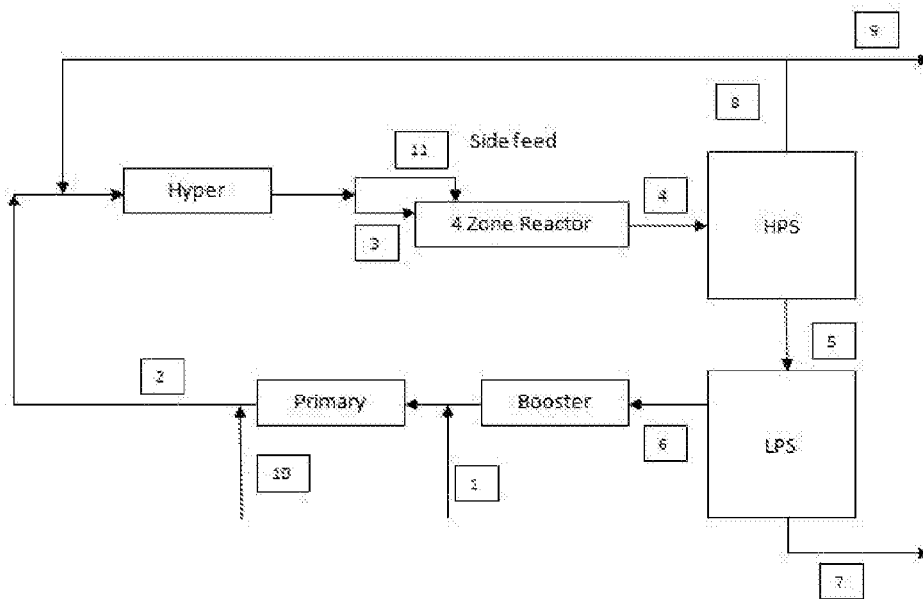 9
8
11
Sidefeed
Hyper
4
4 Zone Reactor
HPS
3
5
2
Primary
Booster
LPS
6
10
1
7